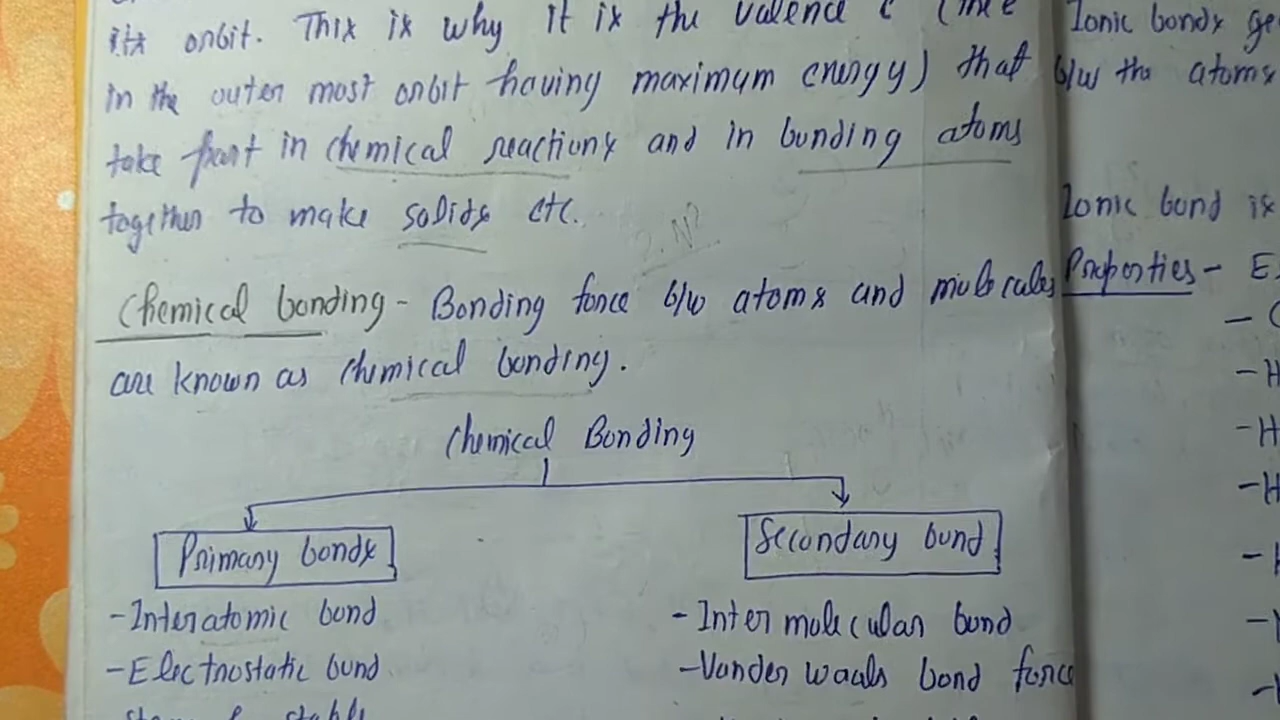 its orbit. This is why it is the valence e (the e
in the outer most orbit having maximum energy) that
take part in chemical reactions and in bonding atoms
together to make solids etc.
Chemical bonding - Bonding force b/w atoms and molecules
are known as chemical bonding.
Chemical Bonding
Primary bonds
- Interatomic bond
- Electrostatic bond
Secondary bond
- Inter molecular bond
- Vander waals bond force
Ionic bonds
b/w the atoms
Ionic bond is
Properties -